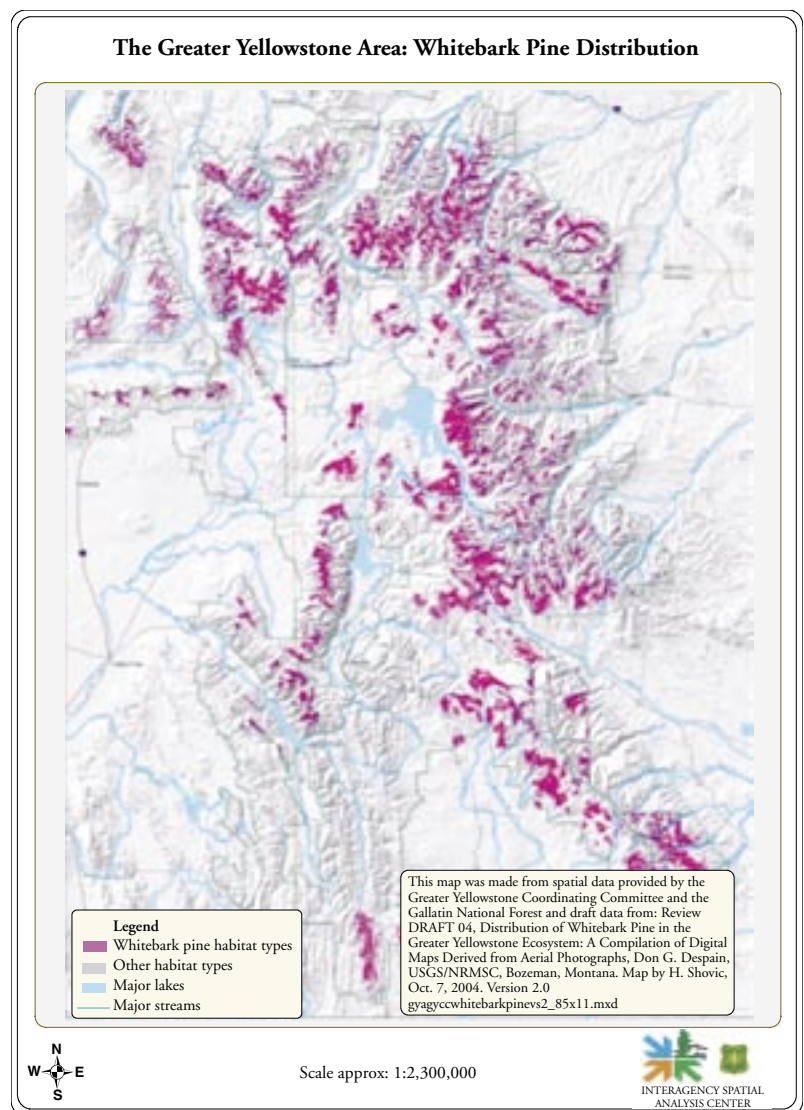 The Greater Yellowstone Area: Whitebark Pine Distribution
Legend
Whitebark pine habitat types
Other habitat types
Major lakes
Major streams
This map was made from spatial data provided by the
Greater Yellowstone Coordinating Committee and the
Gallatin National Forest and draft data from: Review
DRAFT 04, Distribution of Whitebark Pine in the
Greater Yellowstone Ecosystem: A Compilation of Digital
Maps Derived from Aerial Photographs, Don G. Despain,
USGS/NRMSC, Bozeman, Montana. Map by H. Shovic,
Oct. 7, 2004. Version 2.0
gyagyccwhitebarkpinevs2_85x11.mxd
N
W E
S
Scale approx: 1:2,300,000
INTERAGENCY SPATIAL
ANALYSIS CENTER